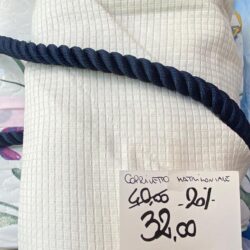 COPRILETTO MATRIMONIALE
40,00 -20%
32,00